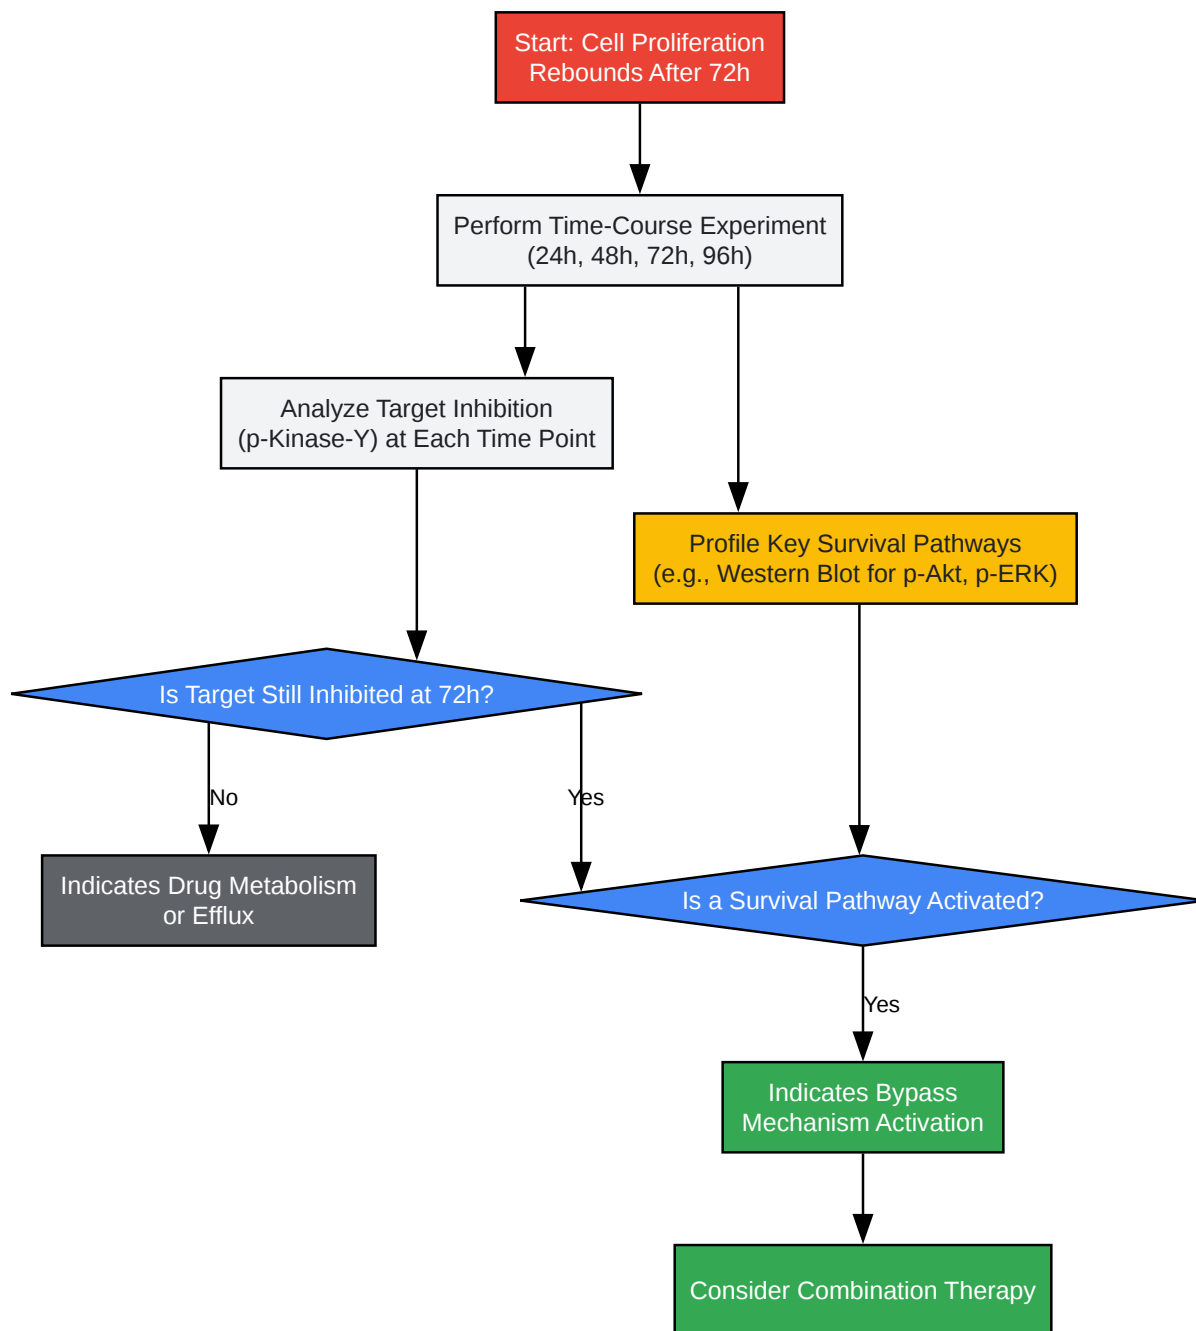 Start: Cell Proliferation
Rebounds After 72h
Perform Time-Course Experiment
(24h, 48h, 72h, 96h)
Analyze Target Inhibition
(p-Kinase-Y) at Each Time Point
Profile Key Survival Pathways
(e.g., Western Blot for p-Akt, p-ERK)
Is Target Still Inhibited at 72h?
No
Yes
Indicates Drug Metabolism
or Efflux
Is a Survival Pathway Activated?
Yes
Indicates Bypass
Mechanism Activation
Consider Combination Therapy